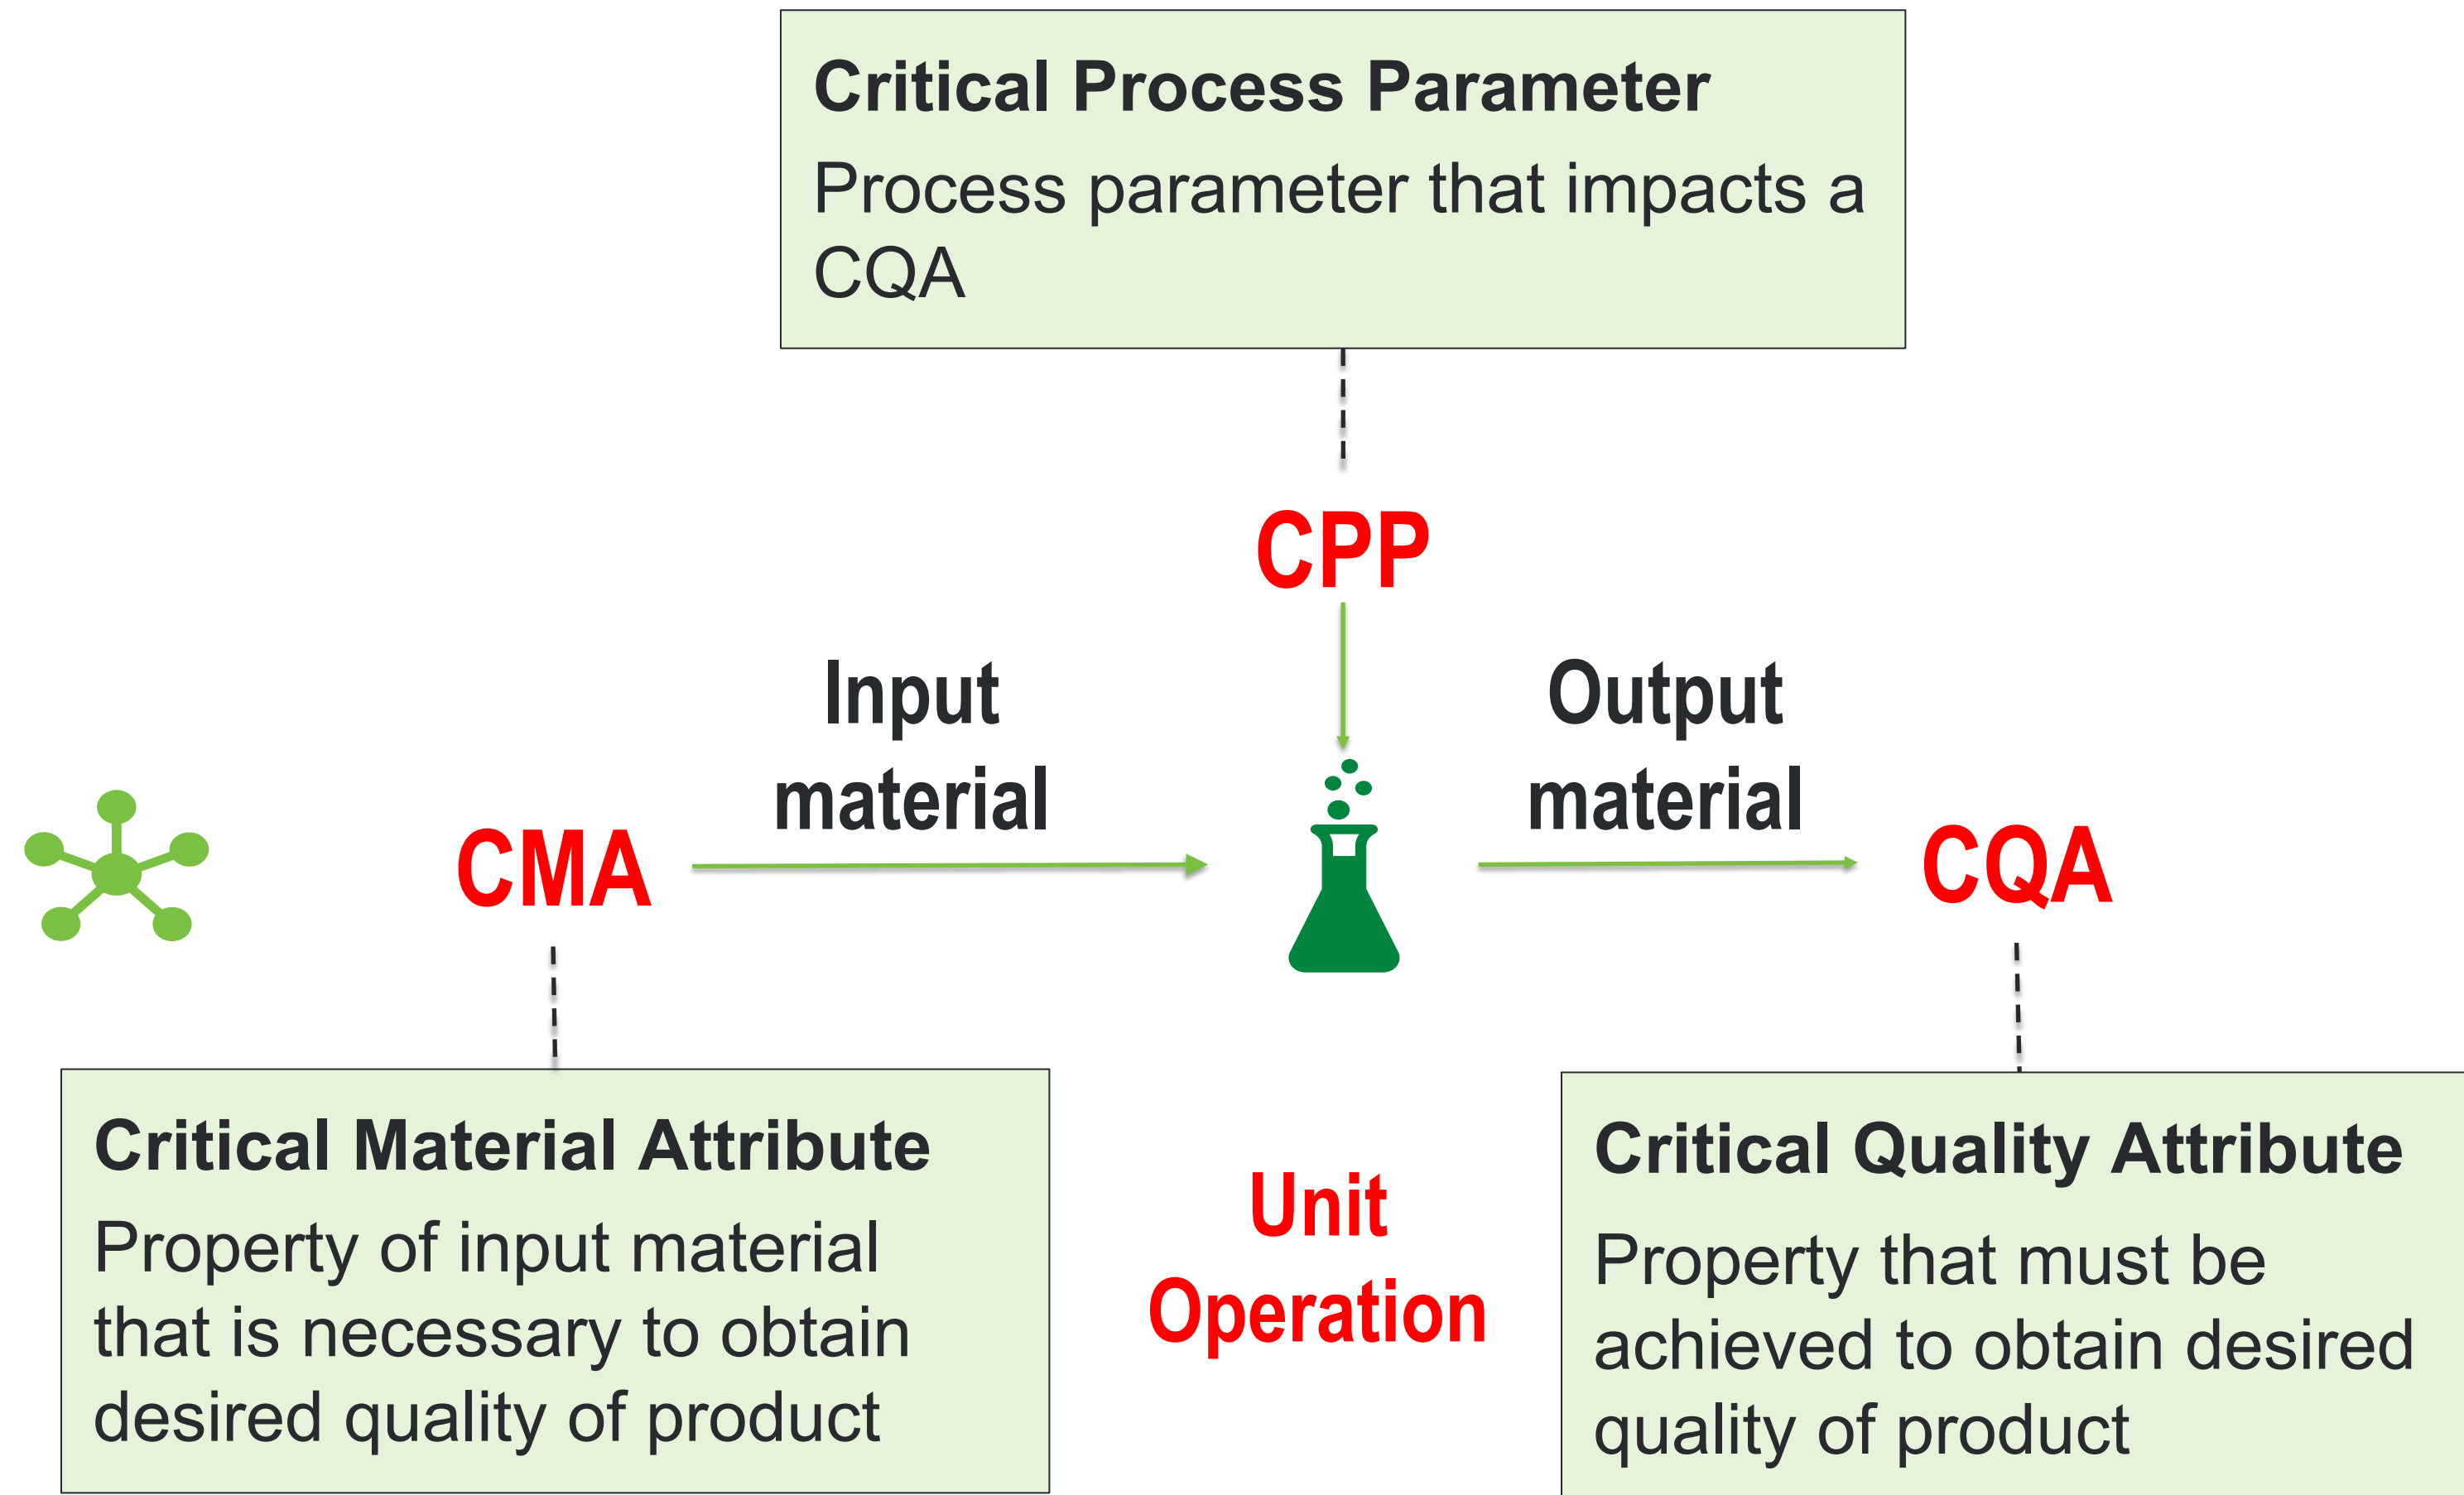 Critical Process Parameter
Process parameter that impacts a
CQA
CPP
Input
material
Output
material
CMA
CQA
Critical Material Attribute
Property of input material
that is necessary to obtain
desired quality of product
Unit
Operation
Critical Quality Attribute
Property that must be
achieved to obtain desired
quality of product